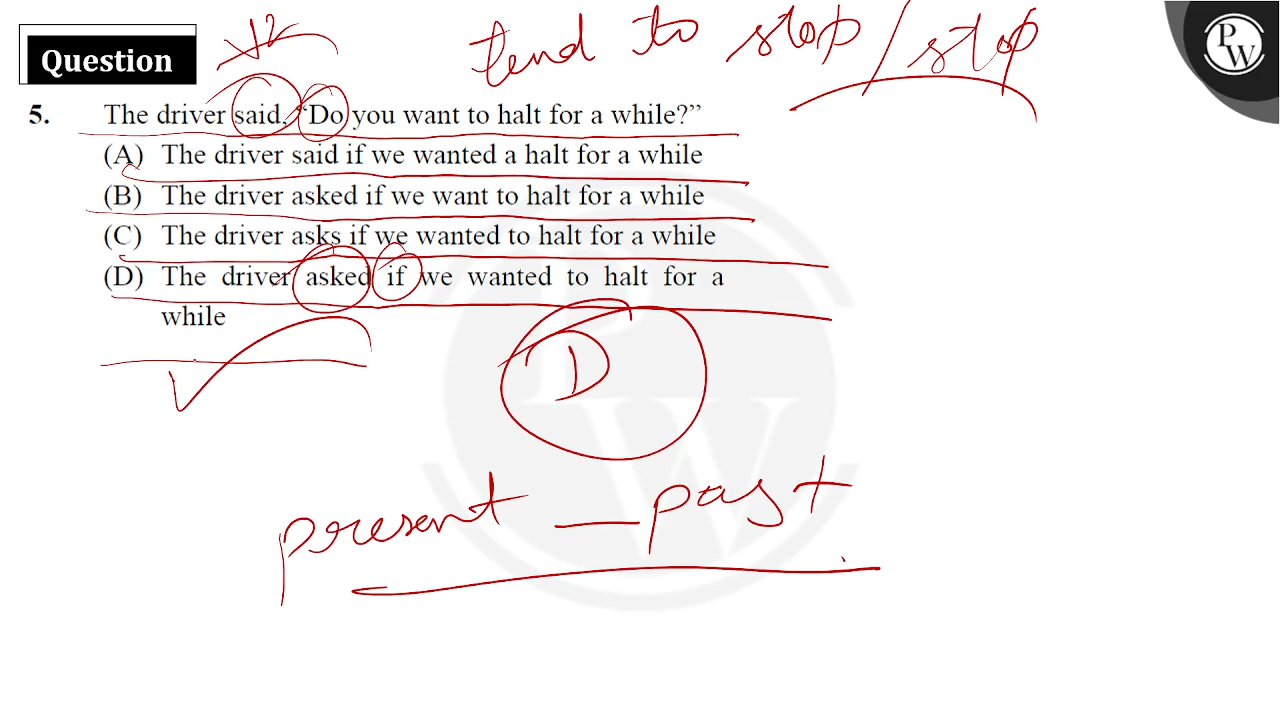 Question
tend to stop / stop
5. The driver said, “Do you want to halt for a while?”
(A) The driver said if we wanted a halt for a while
(B) The driver asked if we want to halt for a while
(C) The driver asks if we wanted to halt for a while
(D) The driver asked if we wanted to halt for a
while
D
present — past
PW